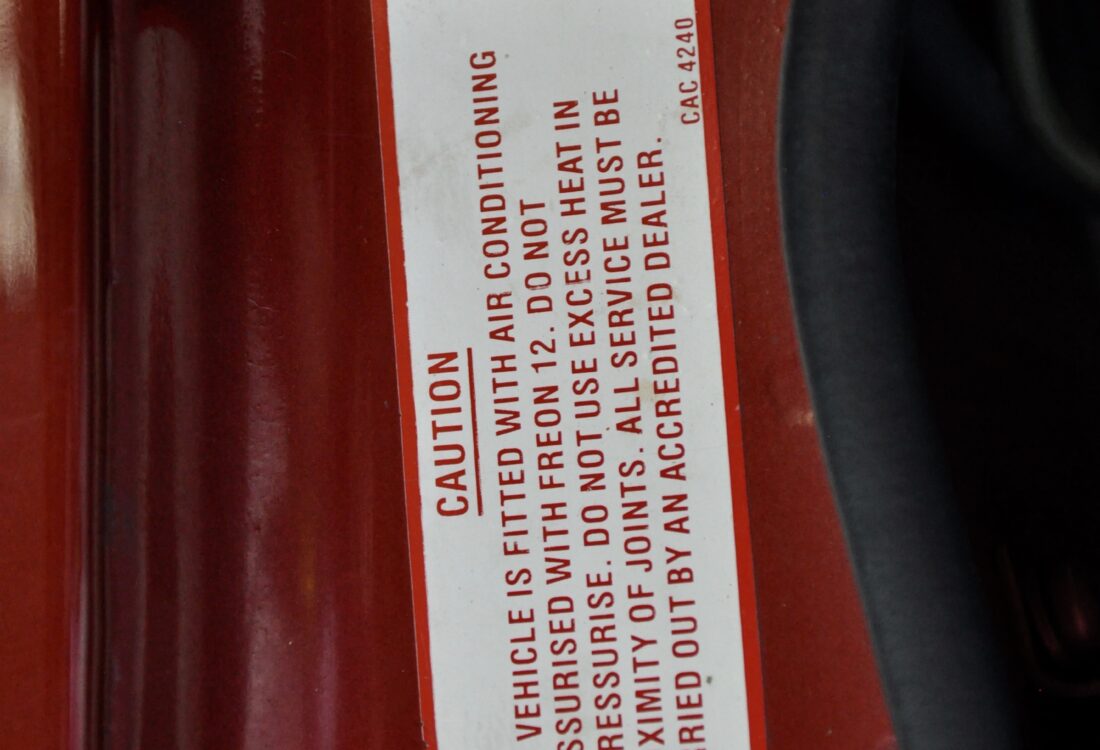 CAUTION
VEHICLE IS FITTED WITH AIR CONDITIONING
SSURISED WITH FREON 12. DO NOT
RESSURISE. DO NOT USE EXCESS HEAT IN
XIMITY OF JOINTS. ALL SERVICE MUST BE
RRIED OUT BY AN ACCREDITED DEALER.
CAC 4240